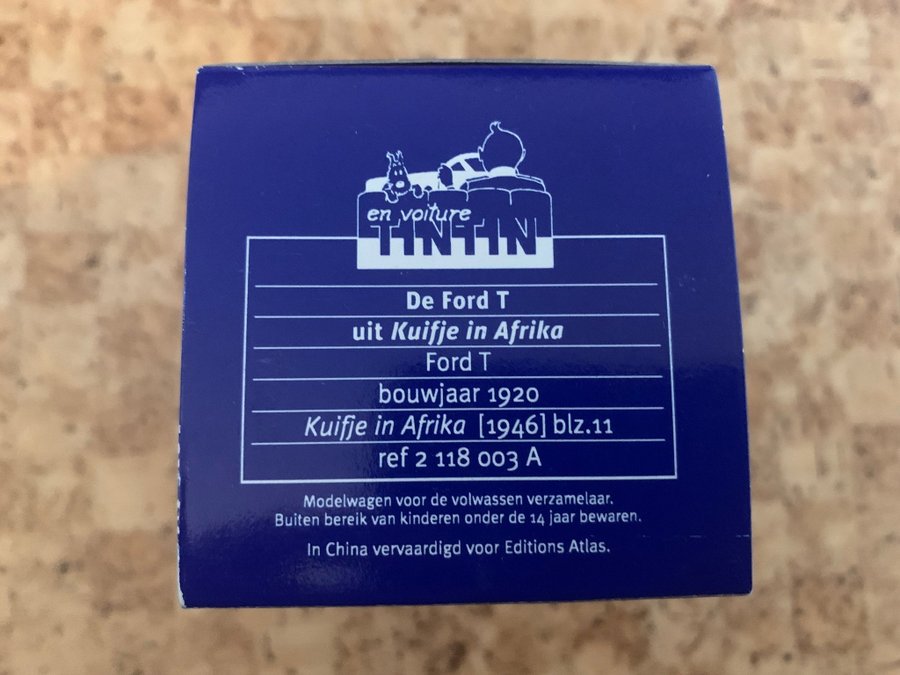 en voiture
TINTIN
De Ford T
uit Kuifje in Afrika
Ford T
bouwjaar 1920
Kuifje in Afrika [1946] blz.11
ref 2 118 003 A
Modelwagen voor de volwassen verzamelaar.
Buiten bereik van kinderen onder de 14 jaar bewaren.
In China vervaardigd voor Editions Atlas.